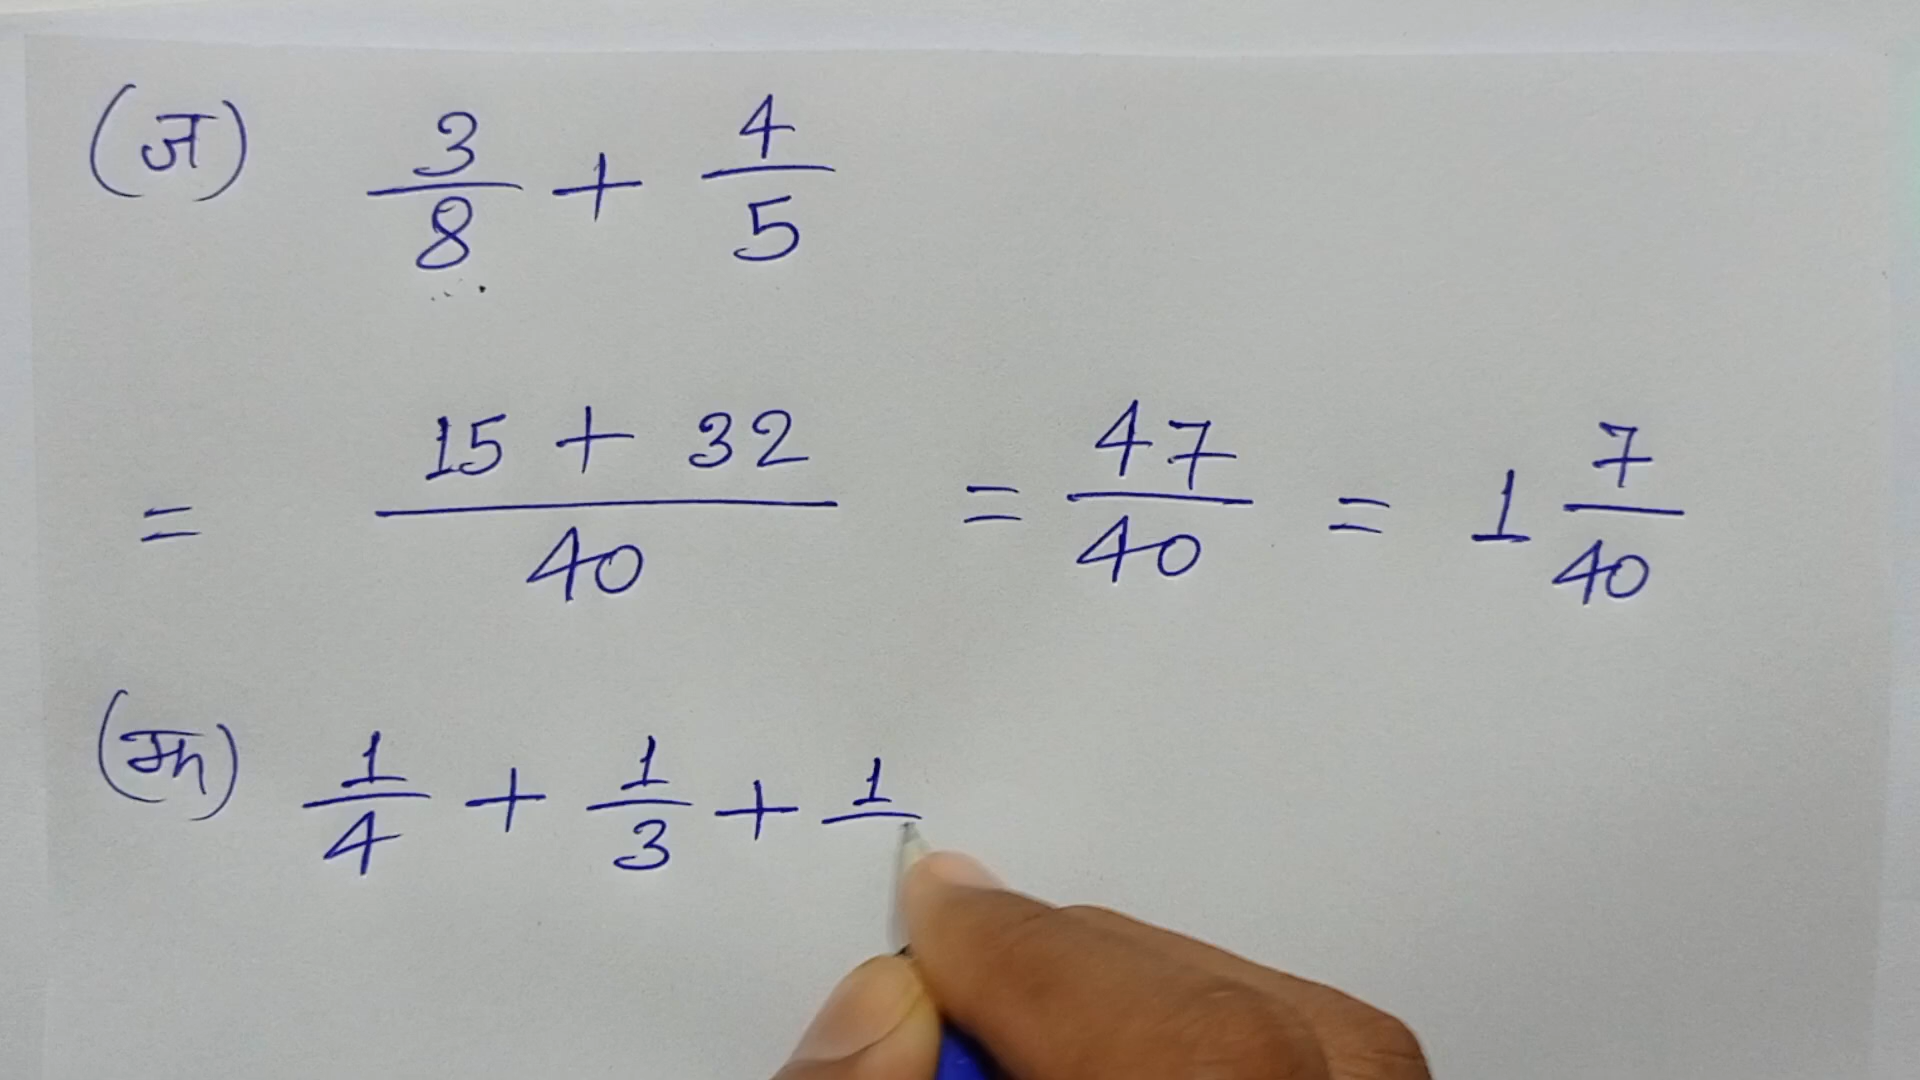 (ज) 3/8 + 4/5
= 15 + 32/40 = 47/40 = 1 7/40
(झ) 1/4 + 1/3 + 1/